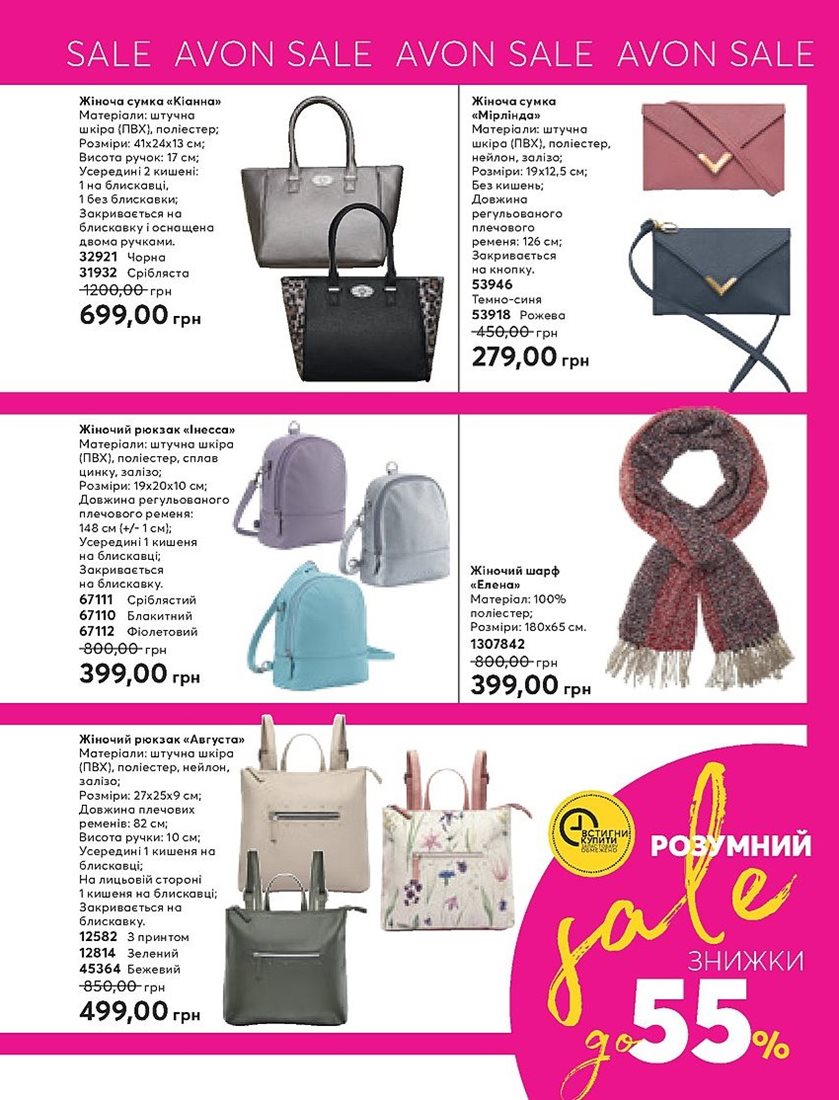 SALE AVON SALE AVON SALE AVON SALE
Жіноча сумка «Кіанна»
Матеріали: штучна
шкіра (ПВХ), поліестер;
Розміри: 41х24х13 см;
Висота ручок: 17 см;
Усередині 2 кишені:
1 на блискавці,
1 без блискавки;
Закривається на
блискавку і оснащена
двома ручками.
32921 Чорна
31932 Срібляста
1200,00 грн
699,00 грн
Жіноча сумка
«Мірлінда»
Матеріали: штучна
шкіра (ПВХ), поліестер,
нейлон, залізо;
Розміри: 19х12,5 см;
Без кишень;
Довжина
регульованого
плечового
ременя: 126 см;
Закривається
на кнопку.
53946
Темно-синя
53918 Рожева
450,00 грн
279,00 грн
Жіночий рюкзак «Інесса»
Матеріали: штучна шкіра
(ПВХ), поліестер, сплав
цинку, залізо;
Розміри: 19х20х10 см;
Довжина регульованого
плечового ременя:
148 см (+/- 1 см);
Усередині 1 кишеня
на блискавці;
Закривається
на блискавку.
67111 Сріблястий
67110 Блакитний
67112 Фіолетовий
800,00 грн
399,00 грн
Жіночий шарф
«Елена»
Матеріал: 100%
поліестер;
Розміри: 180х65 см.
1307842
800,00 грн
399,00 грн
Жіночий рюкзак «Августа»
Матеріали: штучна шкіра
(ПВХ), поліестер, нейлон,
залізо;
Розміри: 27х25х9 см;
Довжина плечових
ременів: 82 см;
Висота ручки: 10 см;
Усередині 1 кишеня на
блискавці;
На лицьовій стороні
1 кишеня на блискавці;
Закривається на
блискавку.
12582 З принтом
12814 Зелений
45364 Бежевий
850,00 грн
499,00 грн
ВСТИГНИ
КУПИТИ
ОБМЕЖЕНО
РОЗУМНИЙ
sale
ЗНИЖКИ
до 55%